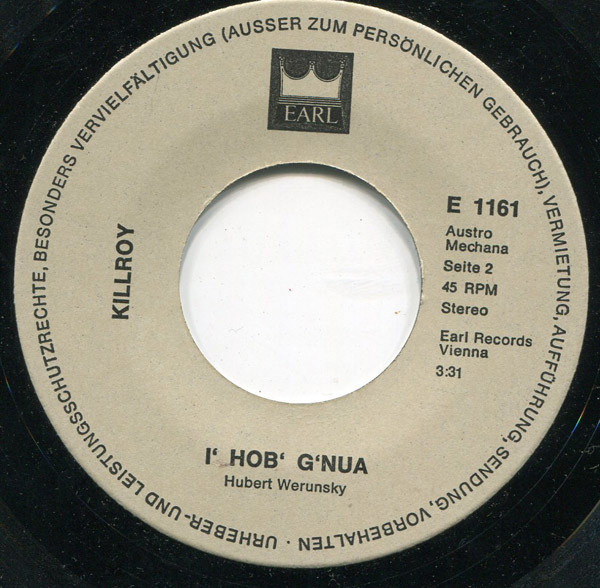 URHEBER- UND LEISTUNGSSCHUTZRECHTE, BESONDERS VERVIELFÄLTIGUNG (AUSSER ZUM PERSÖNLICHEN GEBRAUCH), VERMIETUNG, AUFFÜHRUNG, SENDUNG, VORBEHALTEN ·
EARL
KILLROY
E 1161
Austro
Mechana
Seite 2
45 RPM
Stereo
Earl Records
Vienna
3:31
I' HOB' G'NUA
Hubert Werunsky